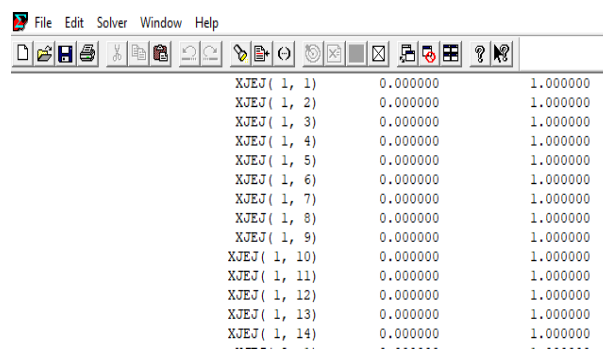 File Edit Solver Window Help
XJEJ( 1, 1) 0.000000 1.000000
XJEJ( 1, 2) 0.000000 1.000000
XJEJ( 1, 3) 0.000000 1.000000
XJEJ( 1, 4) 0.000000 1.000000
XJEJ( 1, 5) 0.000000 1.000000
XJEJ( 1, 6) 0.000000 1.000000
XJEJ( 1, 7) 0.000000 1.000000
XJEJ( 1, 8) 0.000000 1.000000
XJEJ( 1, 9) 0.000000 1.000000
XJEJ( 1, 10) 0.000000 1.000000
XJEJ( 1, 11) 0.000000 1.000000
XJEJ( 1, 12) 0.000000 1.000000
XJEJ( 1, 13) 0.000000 1.000000
XJEJ( 1, 14) 0.000000 1.000000